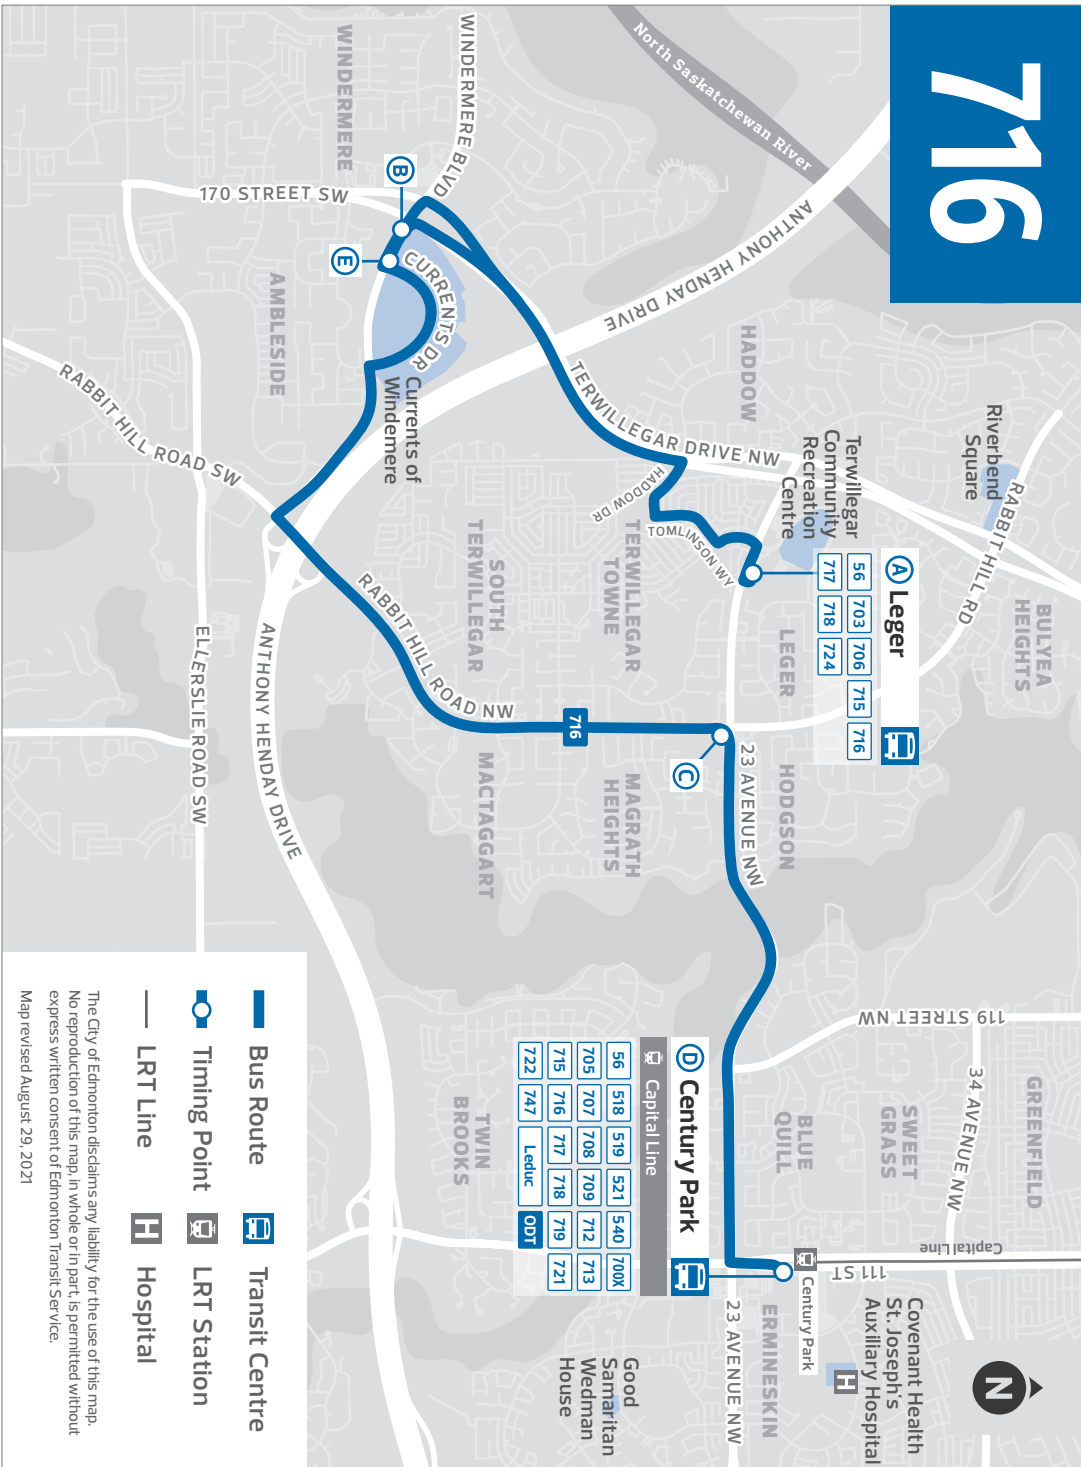 716
North Saskatchewan River
WINDERMERE
WINDERMERE BLVD
170 STREET SW
B
E
CURRENTS DR
Currents of
Windemere
AMBLESIDE
RABBIT HILL ROAD SW
ANTHONY HENDAY DRIVE
HADDOW
TERWILLEGAR DRIVE NW
HADDOW DR
TOMLINSON WY
Terwillegar
Community
Recreation
Centre
Riverbend
Square
RABBIT HILL RD
BULYEA
HEIGHTS
A Leger
56 703 706 715 716
717 718 724
LEGER
TERWILLEGAR
TOWNE
SOUTH
TERWILLEGAR
RABBIT HILL ROAD NW
716
ELLERSLIE ROAD SW
ANTHONY HENDAY DRIVE
C
23 AVENUE NW
HODGSON
MAGRATH
HEIGHTS
MACTAGGART
119 STREET NW
34 AVENUE NW
GREENFIELD
SWEET
GRASS
BLUE
QUILL
TWIN
BROOKS
D Century Park
Capital Line
56 518 519 521 540 700X
705 707 708 709 712 713
715 716 717 718 719 721
722 747 Leduc ODT
Capital Line
111 ST
Century Park
23 AVENUE NW
ERMINESKIN
Covenant Health
St. Joseph's
Auxiliary Hospital
H
Good
Samaritan
Wedman
House
N
Bus Route
Transit Centre
Timing Point
LRT Station
LRT Line
H Hospital
The City of Edmonton disclaims any liability for the use of this map.
No reproduction of this map, in whole or in part, is permitted without
express written consent of Edmonton Transit Service.
Map revised August 29, 2021